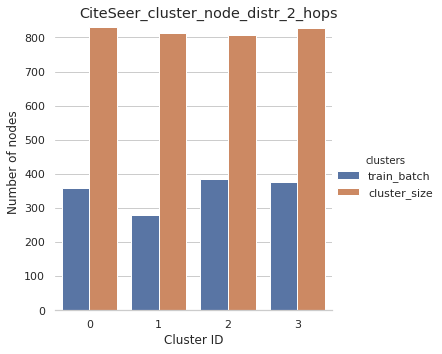 CiteSeer_cluster_node_distr_2_hops
800
700
600
500
400
300
200
100
0
Number of nodes
0 1 2 3
Cluster ID
clusters
train_batch
cluster_size